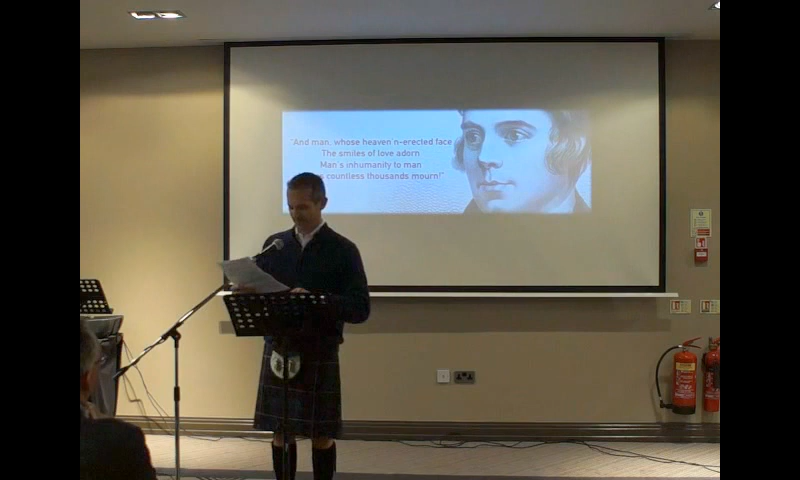 "And man, whose heaven'n-erected face
The smiles of love adorn
Man's inhumanity to man
countless thousands mourn!"